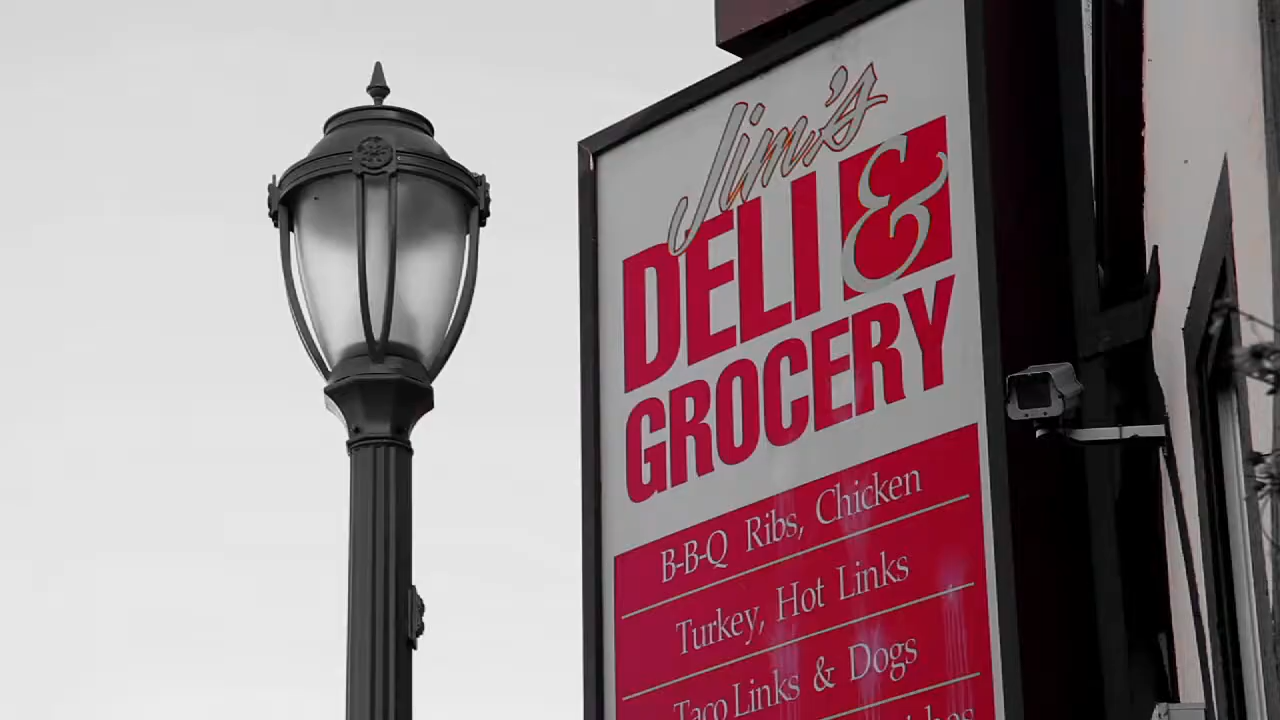 Jim's
DELI &
GROCERY
B-B-Q Ribs, Chicken
Turkey, Hot Links
Taco Links & Dogs